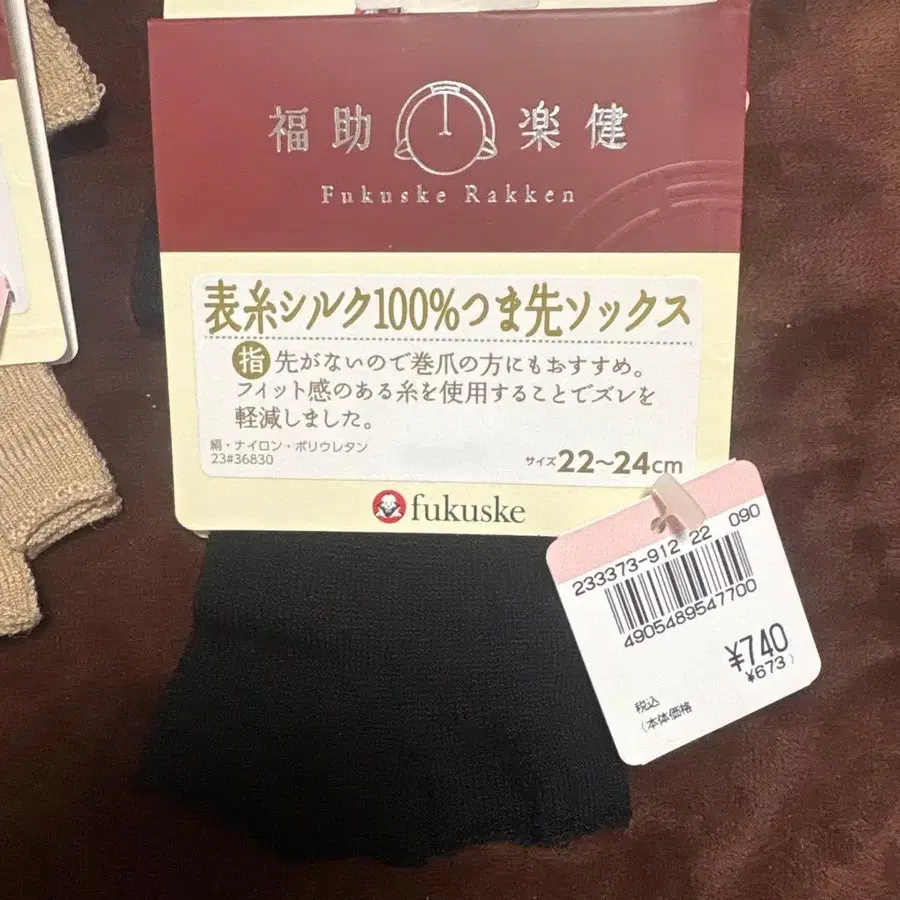 福助 楽健
Fukuske Rakken
表糸シルク100%つま先ソックス
指先がないので巻爪の方にもおすすめ。
フィット感のある糸を使用することでズレを
軽減しました。
絹・ナイロン・ポリウレタン
23#36830
サイズ22~24cm
fukuske
233373-912 22 090
4905489547700
¥740
¥673)
税込
(本体価格